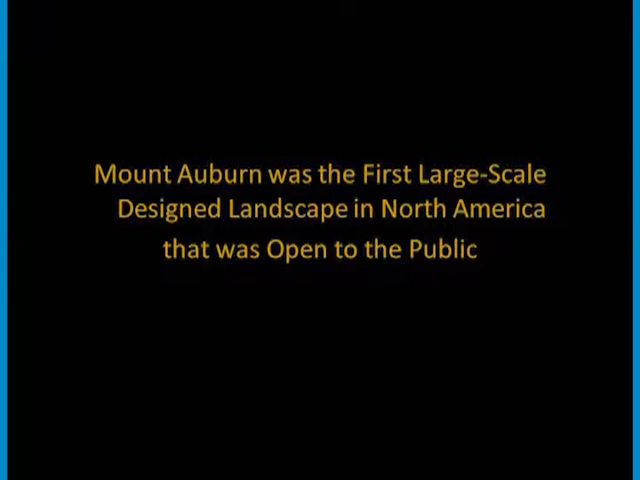 Mount Auburn was the First Large-Scale
Designed Landscape in North America
that was Open to the Public